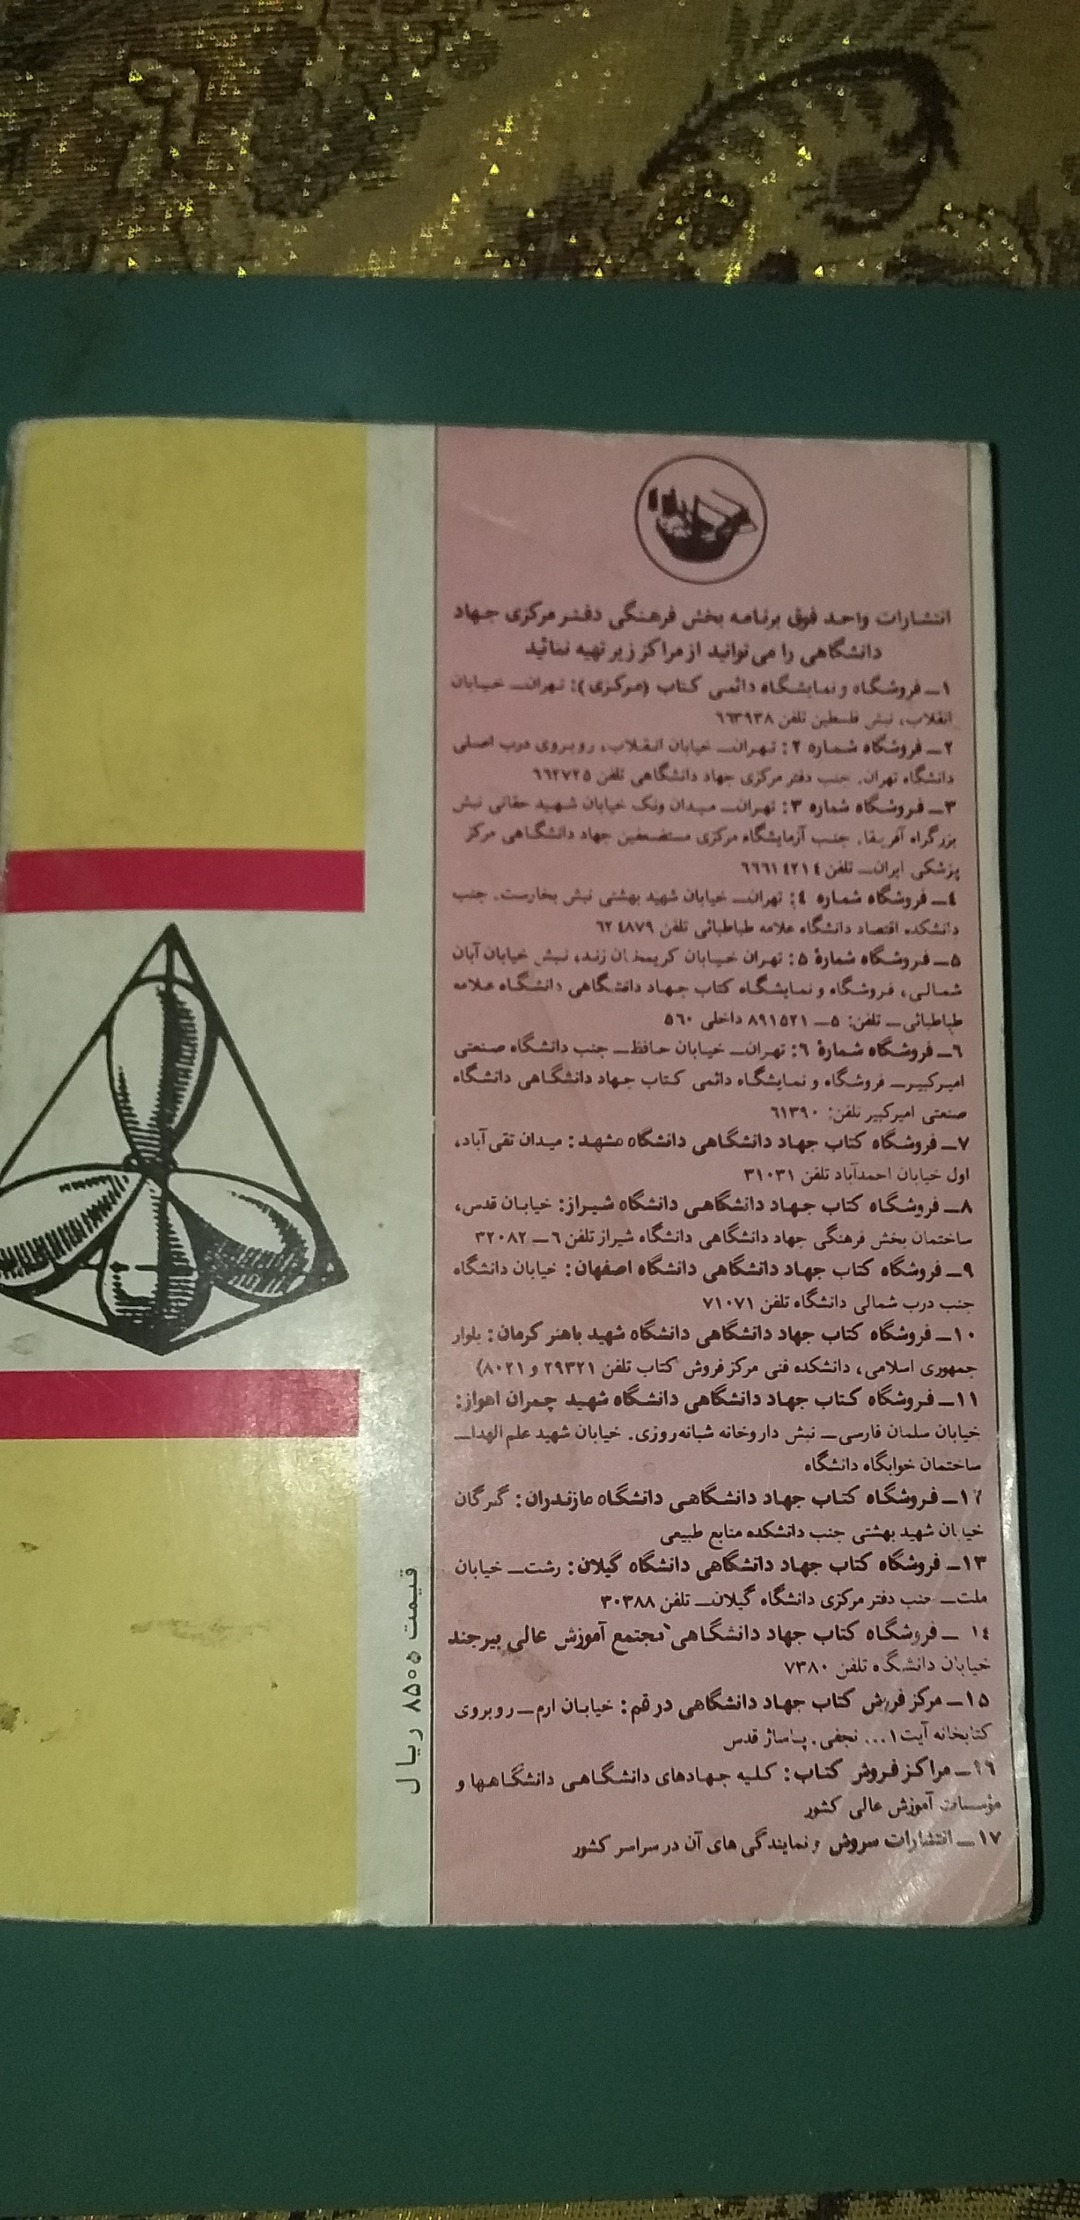 انتشارات واحد فوق برنامه بخش فرهنگی دفتر مرکزی جهاد
دانشگاهی را می‌توانید از مراکز زیر تهیه نمائید
۱ــ فروشگاه و نمایشگاه دائمی کتاب (مرکزی): تهران ــ خیابان
انقلاب، نبش فلسطین تلفن ۶۶۳۹۳۸
۲ــ فروشگاه شماره ۲: تهران ــ خیابان انقلاب، روبروی درب اصلی
دانشگاه تهران. جنب دفتر مرکزی جهاد دانشگاهی تلفن ۶۶۲۷۲۵
۳ــ فروشگاه شماره ۳: تهران ــ میدان ونک خیابان شهید حقانی نبش
بزرگراه آفریقا. جنب آزمایشگاه مرکزی مستضعفین جهاد دانشگاهی مرکز
پزشکی ایران ــ تلفن ۴۲۱۴ ۶۶۶۱
۴ــ فروشگاه شماره ۴: تهران ــ خیابان شهید بهشتی نبش بخارست. جنب
دانشکده اقتصاد دانشگاه علامه طباطبائی تلفن ۶۲۴۸۷۹
۵ــ فروشگاه شمارۀ ۵: تهران خیابان کریمخان زند، نبش خیابان آبان
شمالی، فروشگاه و نمایشگاه کتاب جهاد دانشگاهی دانشگاه علامه
طباطبائی ــ تلفن: ۵ ــ ۸۹۱۵۲۱ داخلی ۵۶۰
۶ــ فروشگاه شمارۀ ۶: تهران ــ خیابان حافظ ــ جنب دانشگاه صنعتی
امیرکبیر ــ فروشگاه و نمایشگاه دائمی کتاب جهاد دانشگاهی دانشگاه
صنعتی امیرکبیر تلفن: ۶۱۳۹۰
۷ــ فروشگاه کتاب جهاد دانشگاهی دانشگاه مشهد: میدان تقی‌آباد،
اول خیابان احمدآباد تلفن ۳۱۰۳۱
۸ــ فروشگاه کتاب جهاد دانشگاهی دانشگاه شیراز: خیابان قدس،
ساختمان بخش فرهنگی جهاد دانشگاهی دانشگاه شیراز تلفن ۶ ــ ۳۲۰۸۲
۹ــ فروشگاه کتاب جهاد دانشگاهی دانشگاه اصفهان: خیابان دانشگاه
جنب درب شمالی دانشگاه تلفن ۷۱۰۷۱
۱۰ــ فروشگاه کتاب جهاد دانشگاهی دانشگاه شهید باهنر کرمان: بلوار
جمهوری اسلامی، دانشکده فنی مرکز فروش کتاب تلفن ۲۹۳۲۱ و ۸۰۲۱)
۱۱ــ فروشگاه کتاب جهاد دانشگاهی دانشگاه شهید چمران اهواز:
خیابان سلمان فارسی ــ نبش داروخانه شبانه‌روزی. خیابان شهید علم الهدا ــ
ساختمان خوابگاه دانشگاه
۱۲ــ فروشگاه کتاب جهاد دانشگاهی دانشگاه مازندران: گرگان
خیابان شهید بهشتی جنب دانشکده منابع طبیعی
۱۳ــ فروشگاه کتاب جهاد دانشگاهی دانشگاه گیلان: رشت ــ خیابان
ملت ــ جنب دفتر مرکزی دانشگاه گیلان ــ تلفن ۳۰۳۸۸
۱۴ ــ فروشگاه کتاب جهاد دانشگاهی مجتمع آموزش عالی بیرجند
خیابان دانشگاه تلفن ۷۳۸۰
۱۵ــ مرکز فروش کتاب جهاد دانشگاهی در قم: خیابان ارم ــ روبروی
کتابخانه آیت ا... نجفی. پاساژ قدس
۱۶ــ مراکز فروش کتاب: کلیه جهادهای دانشگاهی دانشگاهها و
مؤسسات آموزش عالی کشور
۱۷ــ انتشارات سروش و نمایندگی های آن در سراسر کشور
قیمت ۸۵۰ ریال